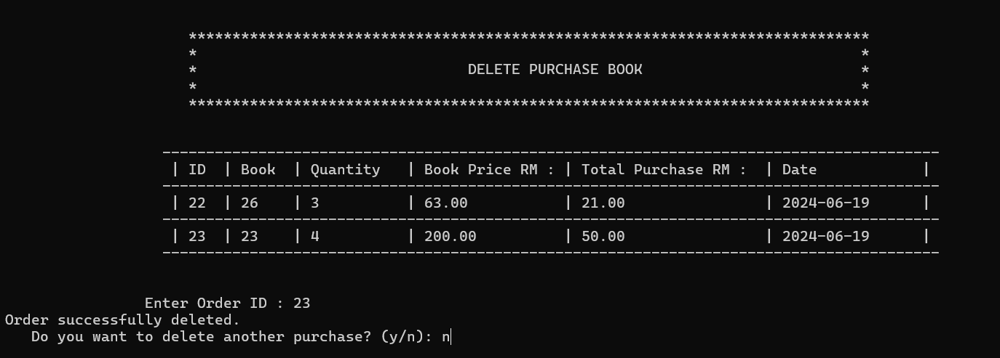 ******************************************************************************
* *
* DELETE PURCHASE BOOK *
* *
******************************************************************************
-----------------------------------------------------------------------------------------
| ID | Book | Quantity | Book Price RM : | Total Purchase RM : | Date |
-----------------------------------------------------------------------------------------
| 22 | 26 | 3 | 63.00 | 21.00 | 2024-06-19 |
-----------------------------------------------------------------------------------------
| 23 | 23 | 4 | 200.00 | 50.00 | 2024-06-19 |
-----------------------------------------------------------------------------------------
Enter Order ID : 23
Order successfully deleted.
Do you want to delete another purchase? (y/n): n